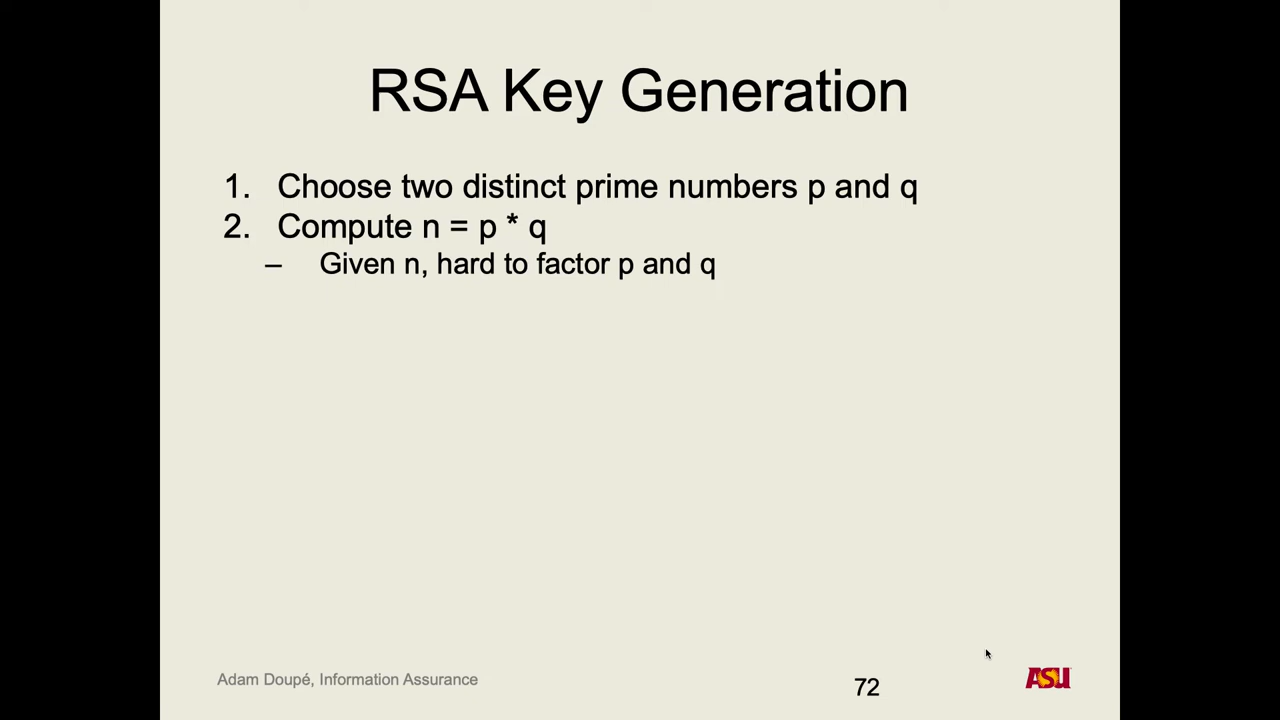 RSA Key Generation
1. Choose two distinct prime numbers p and q
2. Compute n = p * q
– Given n, hard to factor p and q
Adam Doupé, Information Assurance
72
ASU